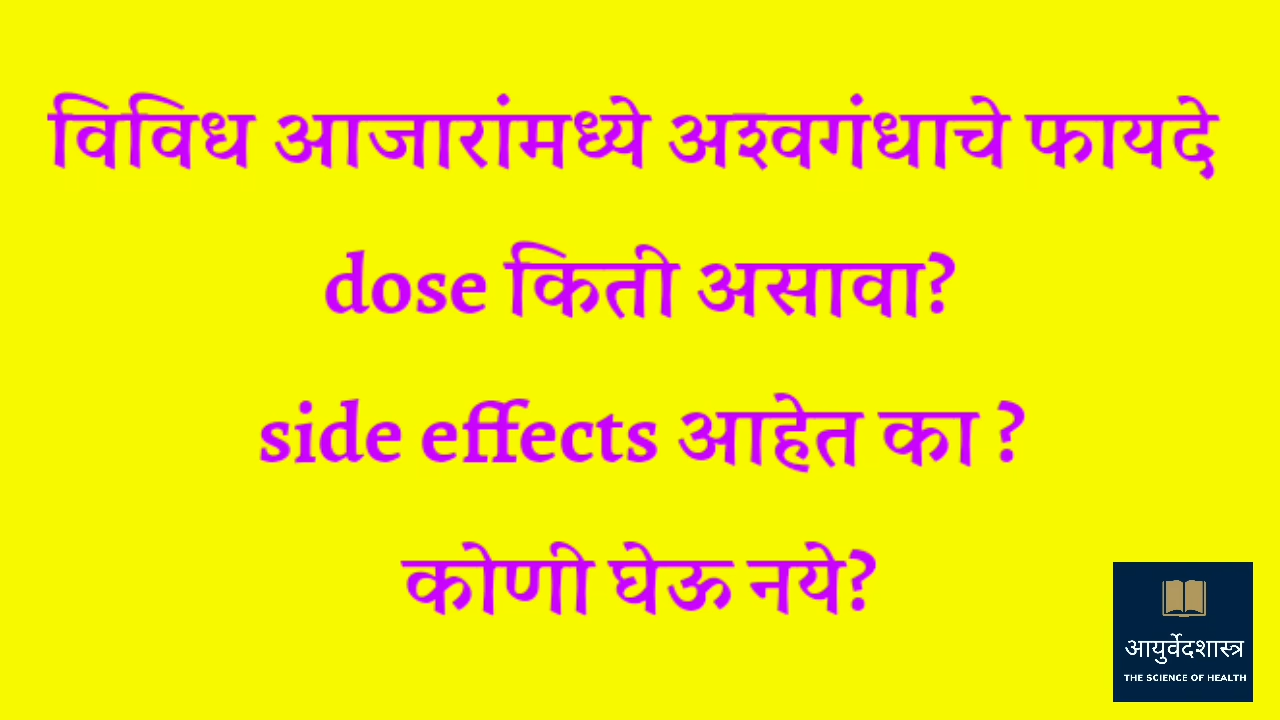 विविध आजारांमध्ये अश्वगंधाचे फायदे
dose किती असावा?
side effects आहेत का ?
कोणी घेऊ नये?
आयुर्वेदशास्त्र
THE SCIENCE OF HEALTH